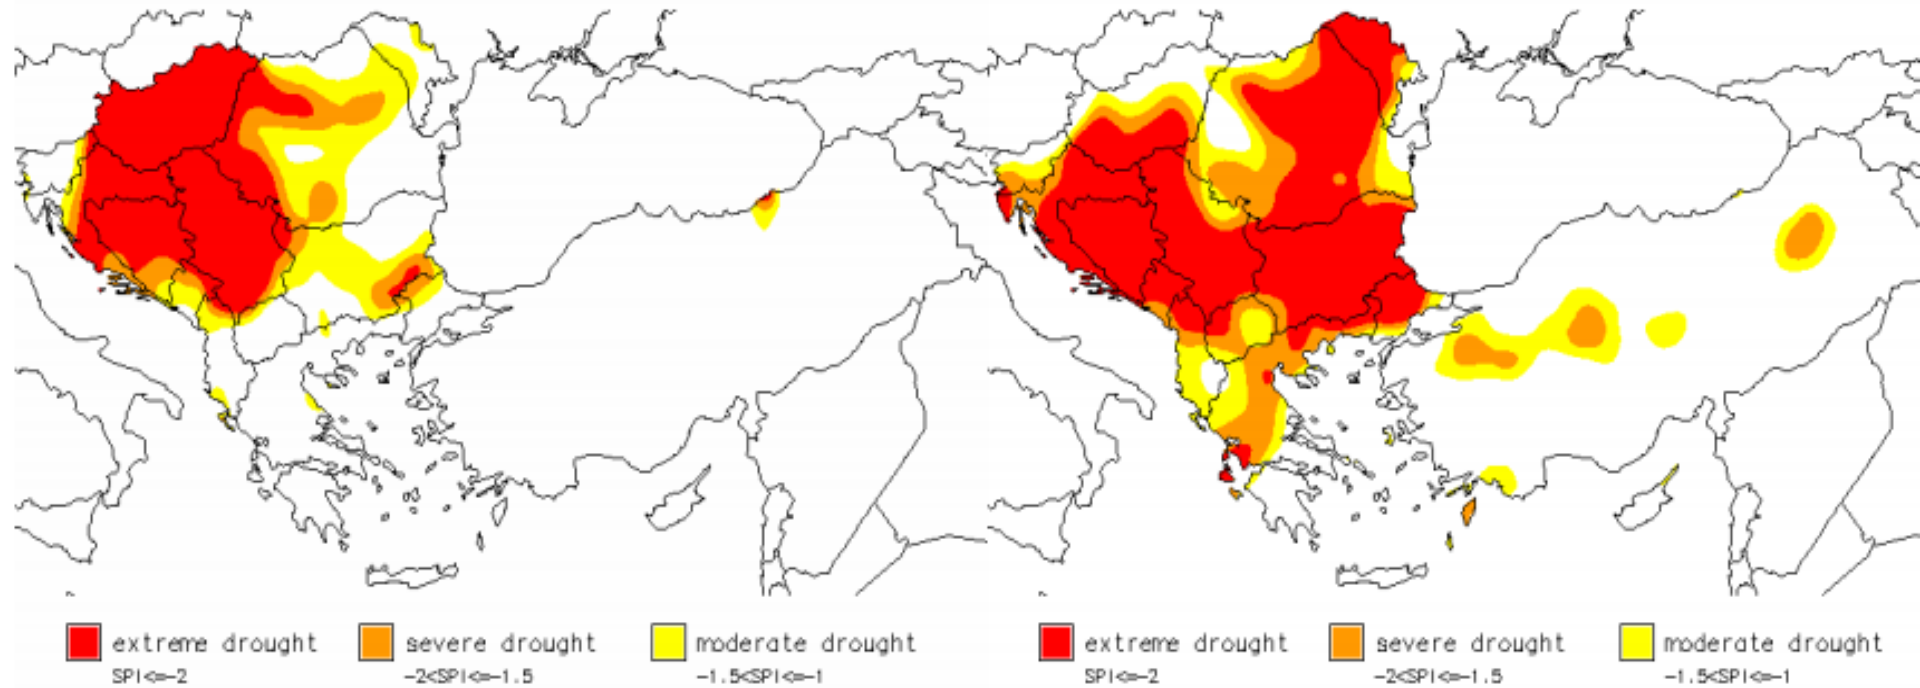 extreme drought severe drought moderate drought extreme drought severe drought moderate drought
SPI<=-2 -2<SPI<=-1.5 -1.5<SPI<=-1 SPI<=-2 -2<SPI<=-1.5 -1.5<SPI<=-1